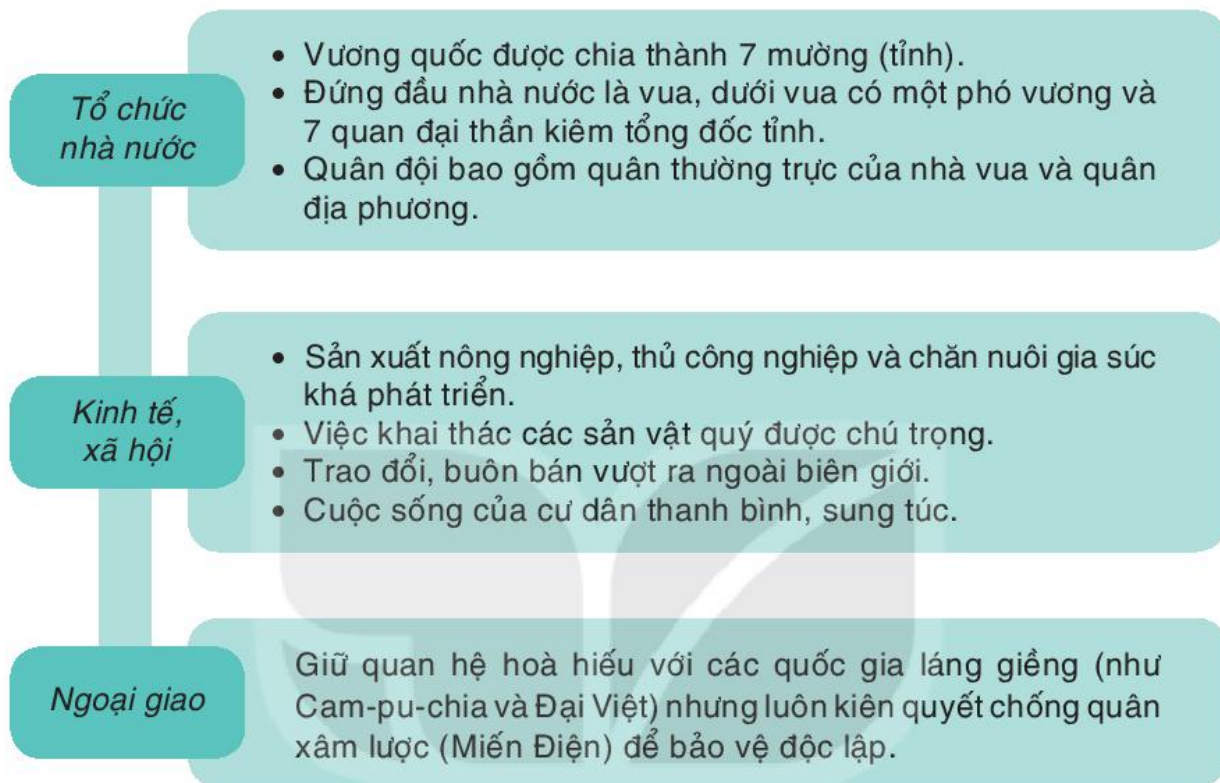 Tổ chức
nhà nước
• Vương quốc được chia thành 7 mường (tỉnh).
• Đứng đầu nhà nước là vua, dưới vua có một phó vương và
7 quan đại thần kiêm tổng đốc tỉnh.
• Quân đội bao gồm quân thường trực của nhà vua và quân
địa phương.
Kinh tế,
xã hội
• Sản xuất nông nghiệp, thủ công nghiệp và chăn nuôi gia súc
khá phát triển.
• Việc khai thác các sản vật quý được chú trọng.
• Trao đổi, buôn bán vượt ra ngoài biên giới.
• Cuộc sống của cư dân thanh bình, sung túc.
Ngoại giao
Giữ quan hệ hoà hiếu với các quốc gia láng giềng (như
Cam-pu-chia và Đại Việt) nhưng luôn kiên quyết chống quân
xâm lược (Miến Điện) để bảo vệ độc lập.